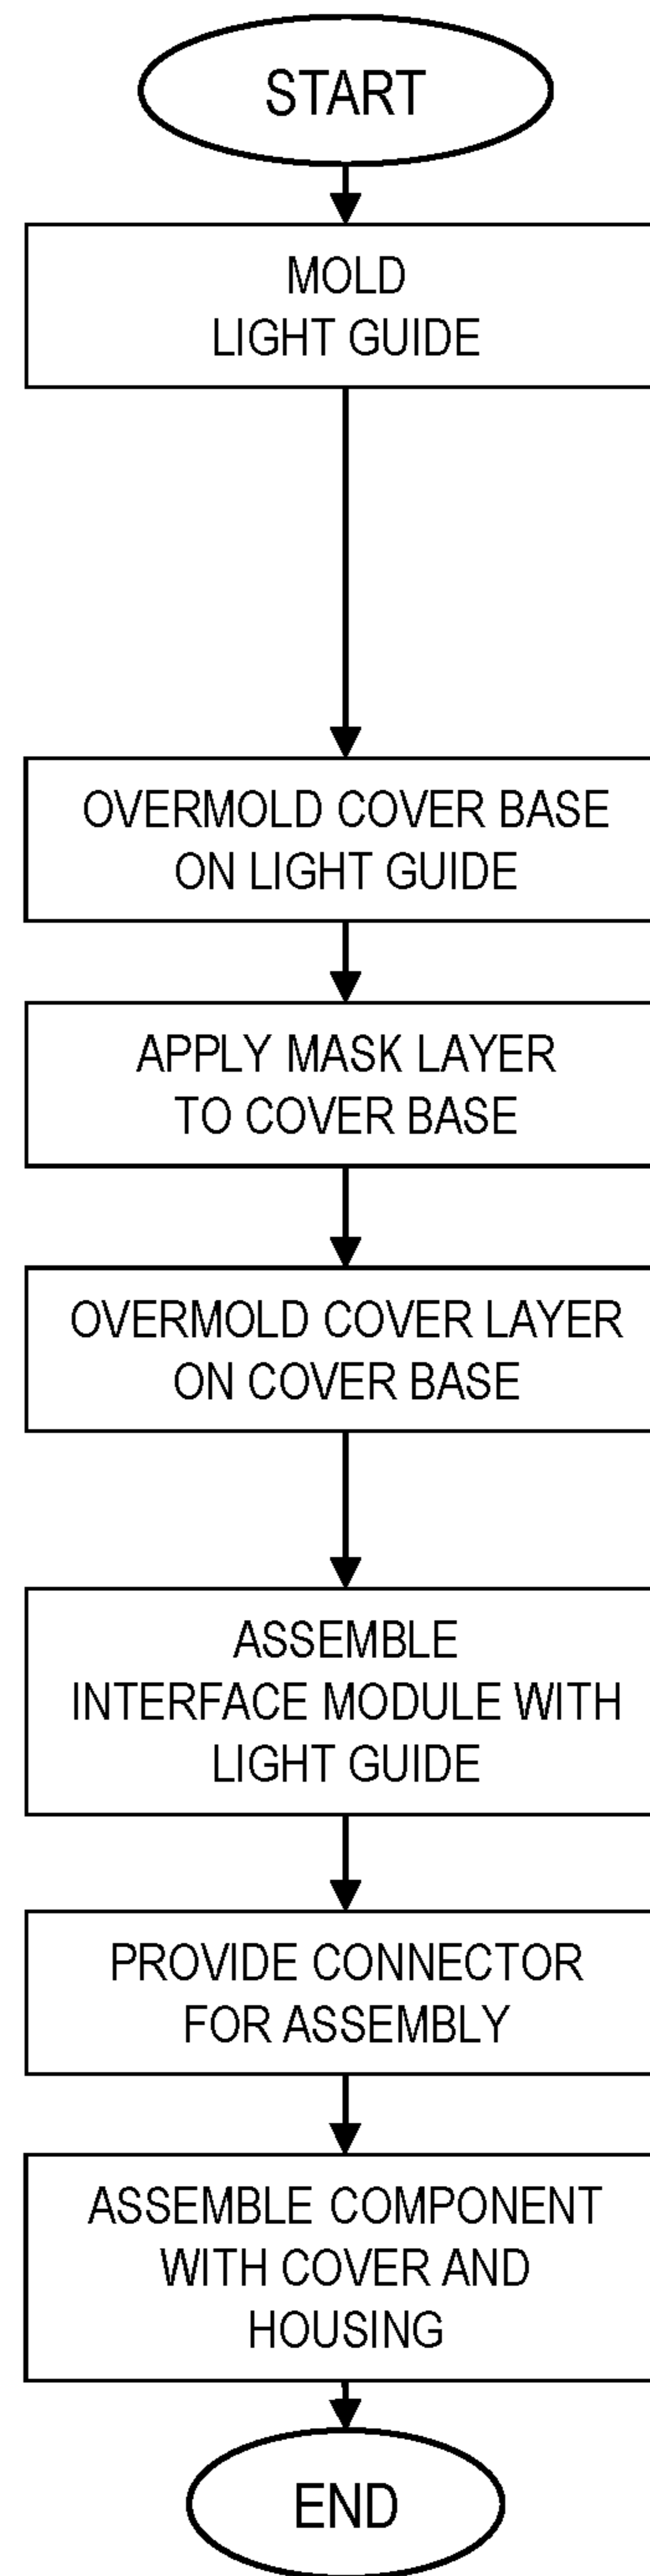 START
MOLD
LIGHT GUIDE
OVERMOLD COVER BASE
ON LIGHT GUIDE
APPLY MASK LAYER
TO COVER BASE
OVERMOLD COVER LAYER
ON COVER BASE
ASSEMBLE
INTERFACE MODULE WITH
LIGHT GUIDE
PROVIDE CONNECTOR
FOR ASSEMBLY
ASSEMBLE COMPONENT
WITH COVER AND
HOUSING
END